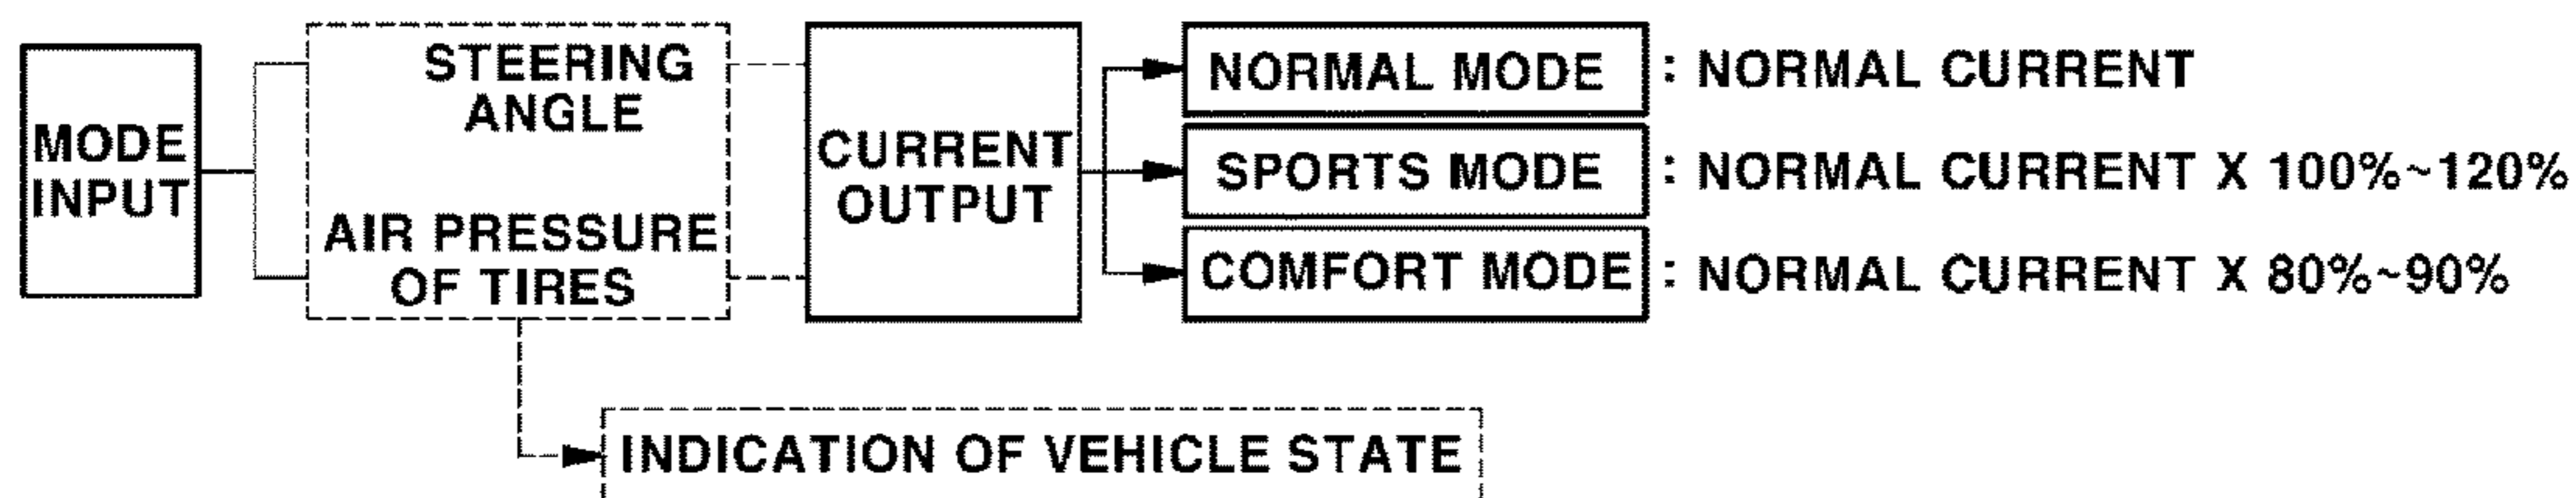 MODE
INPUT
STEERING
ANGLE
AIR PRESSURE
OF TIRES
CURRENT
OUTPUT
NORMAL MODE : NORMAL CURRENT
SPORTS MODE : NORMAL CURRENT X 100%~120%
COMFORT MODE : NORMAL CURRENT X 80%~90%
INDICATION OF VEHICLE STATE